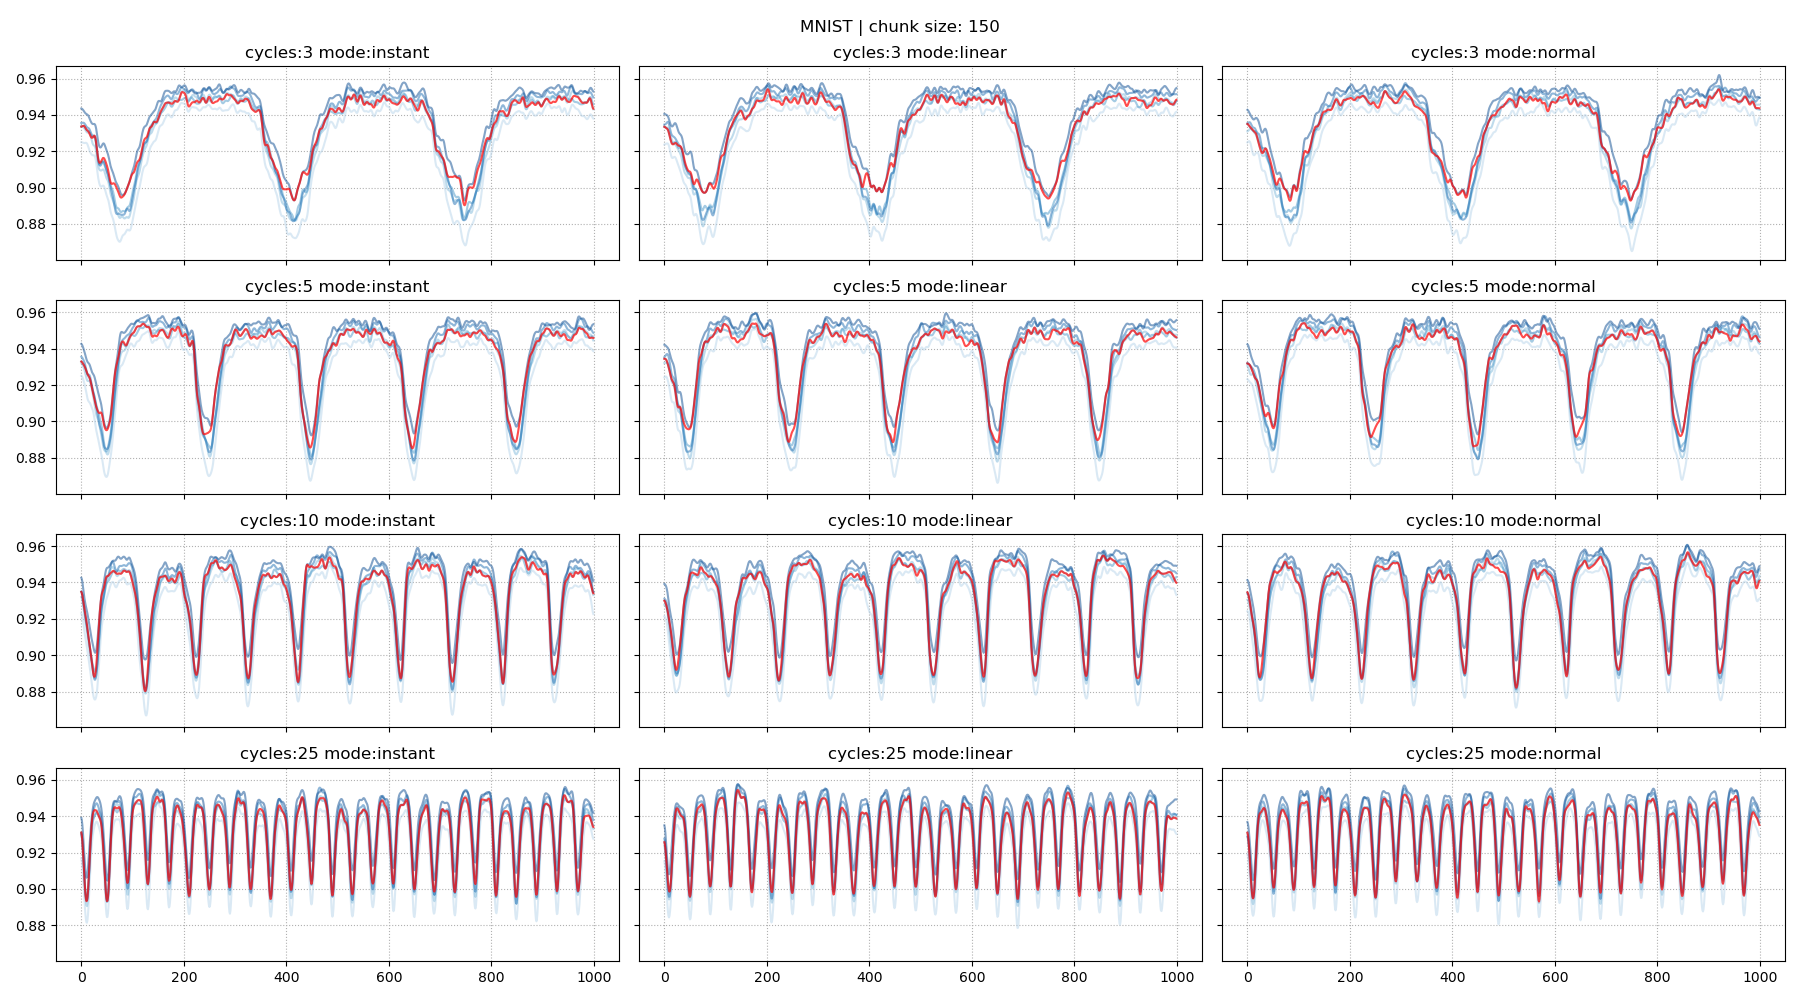 MNIST | chunk size: 150
cycles:3 mode:instant
cycles:3 mode:linear
cycles:3 mode:normal
0.96
0.94
0.92
0.90
0.88
cycles:5 mode:instant
cycles:5 mode:linear
cycles:5 mode:normal
0.96
0.94
0.92
0.90
0.88
cycles:10 mode:instant
cycles:10 mode:linear
cycles:10 mode:normal
0.96
0.94
0.92
0.90
0.88
cycles:25 mode:instant
cycles:25 mode:linear
cycles:25 mode:normal
0.96
0.94
0.92
0.90
0.88
0 200 400 600 800 1000
0 200 400 600 800 1000
0 200 400 600 800 1000